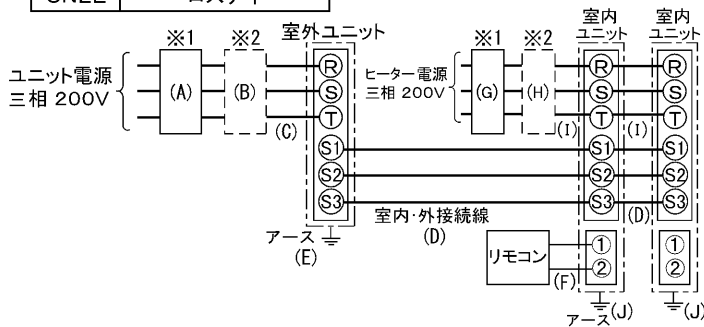 ※1
※2
室外ユニット
※1
※2
室内
ユニット
室内
ユニット
ユニット電源
三相 200V
(A)
(B)
(C)
R
S
T
S1
S2
S3
ヒーター電源
三相 200V
(G)
(H)
(I)
R
S
T
S1
S2
S3
(I)
R
S
T
S1
S2
S3
室内・外接続線
(D)
(D)
アース
(E)
リモコン
(F)
①
②
①
②
アース
(J)
(J)